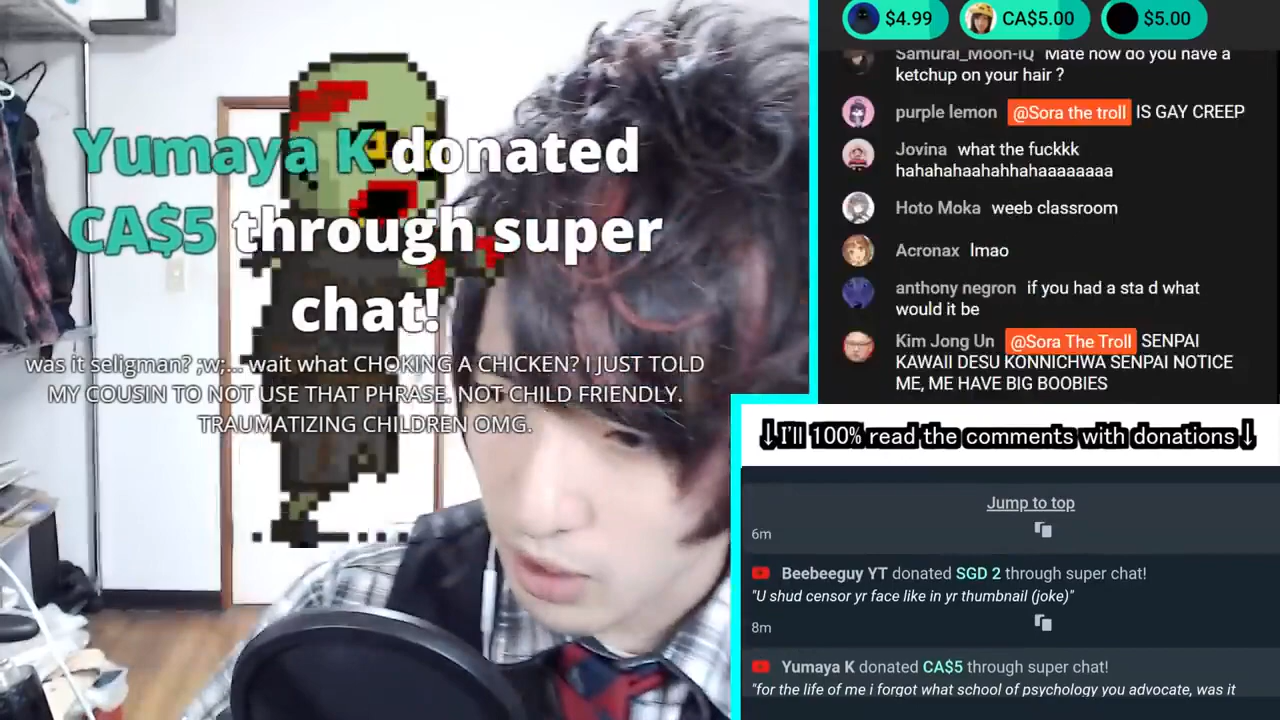 Yumaya K donated
CA$5 through super
chat!
was it seligman? ;w;... wait what CHOKING A CHICKEN? I JUST TOLD
MY COUSIN TO NOT USE THAT PHRASE. NOT CHILD FRIENDLY.
TRAUMATIZING CHILDREN OMG.
$4.99 CA$5.00 $5.00
Samurai_Moon-IQ Mate how do you have a
ketchup on your hair ?
purple lemon @Sora the troll IS GAY CREEP
Jovina what the fuckkk
hahahahaahahhahaaaaaaaa
Hoto Moka weeb classroom
Acronax lmao
anthony negron if you had a sta d what
would it be
Kim Jong Un @Sora The Troll SENPAI
KAWAII DESU KONNICHWA SENPAI NOTICE
ME, ME HAVE BIG BOOBIES
↓I'll 100% read the comments with donations↓
Jump to top
6m
Beebeeguy YT donated SGD 2 through super chat!
"U shud censor yr face like in yr thumbnail (joke)"
8m
Yumaya K donated CA$5 through super chat!
"for the life of me i forgot what school of psychology you advocate, was it